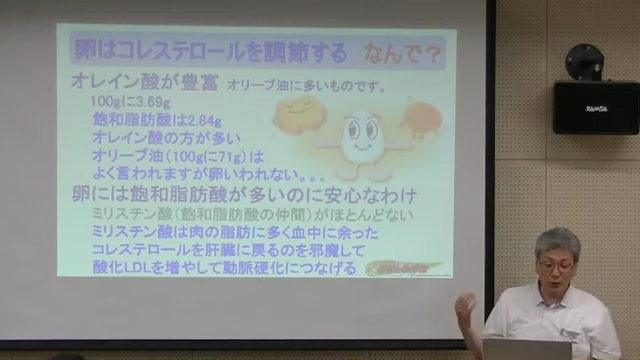 卵はコレステロールを調節する なんで？
オレイン酸が豊富 オリーブ油に多いものです。
100gに3.69g
飽和脂肪酸は2.84g
オレイン酸の方が多い
オリーブ油（100gに71g）は
よく言われますが卵いわれない。。。
卵には飽和脂肪酸が多いのに安心なわけ
ミリスチン酸（飽和脂肪酸の仲間）がほとんどない
ミリスチン酸は肉の脂肪に多く血中に余った
コレステロールを肝臓に戻るのを邪魔して
酸化LDLを増やして動脈硬化につなげる
RAMSA